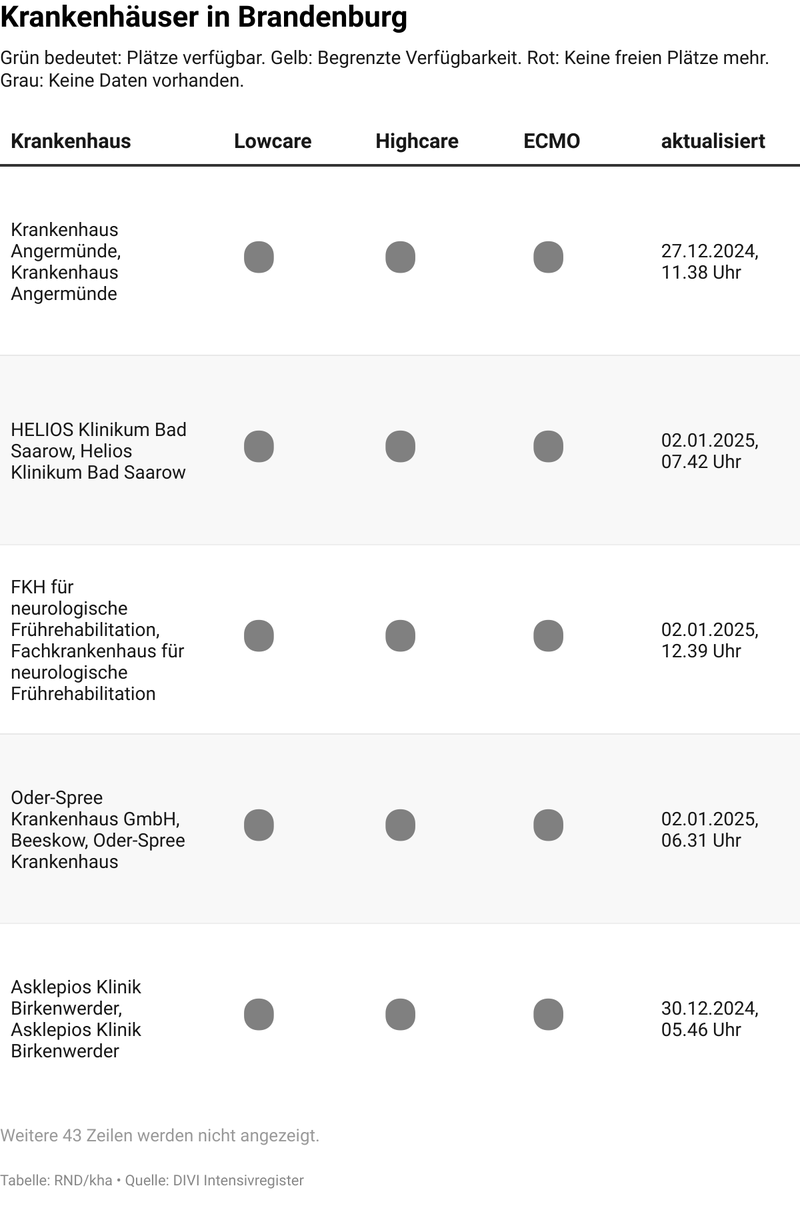 Krankenhäuser in Brandenburg
Grün bedeutet: Plätze verfügbar. Gelb: Begrenzte Verfügbarkeit. Rot: Keine freien Plätze mehr.
Grau: Keine Daten vorhanden.
Krankenhaus Lowcare Highcare ECMO aktualisiert
Krankenhaus
Angermünde,
Krankenhaus
Angermünde
27.12.2024,
11.38 Uhr
HELIOS Klinikum Bad
Saarow, Helios
Klinikum Bad Saarow
02.01.2025,
07.42 Uhr
FKH für
neurologische
Frührehabilitation,
Fachkrankenhaus für
neurologische
Frührehabilitation
02.01.2025,
12.39 Uhr
Oder-Spree
Krankenhaus GmbH,
Beeskow, Oder-Spree
Krankenhaus
02.01.2025,
06.31 Uhr
Asklepios Klinik
Birkenwerder,
Asklepios Klinik
Birkenwerder
30.12.2024,
05.46 Uhr
Weitere 43 Zeilen werden nicht angezeigt.
Tabelle: RND/kha • Quelle: DIVI Intensivregister